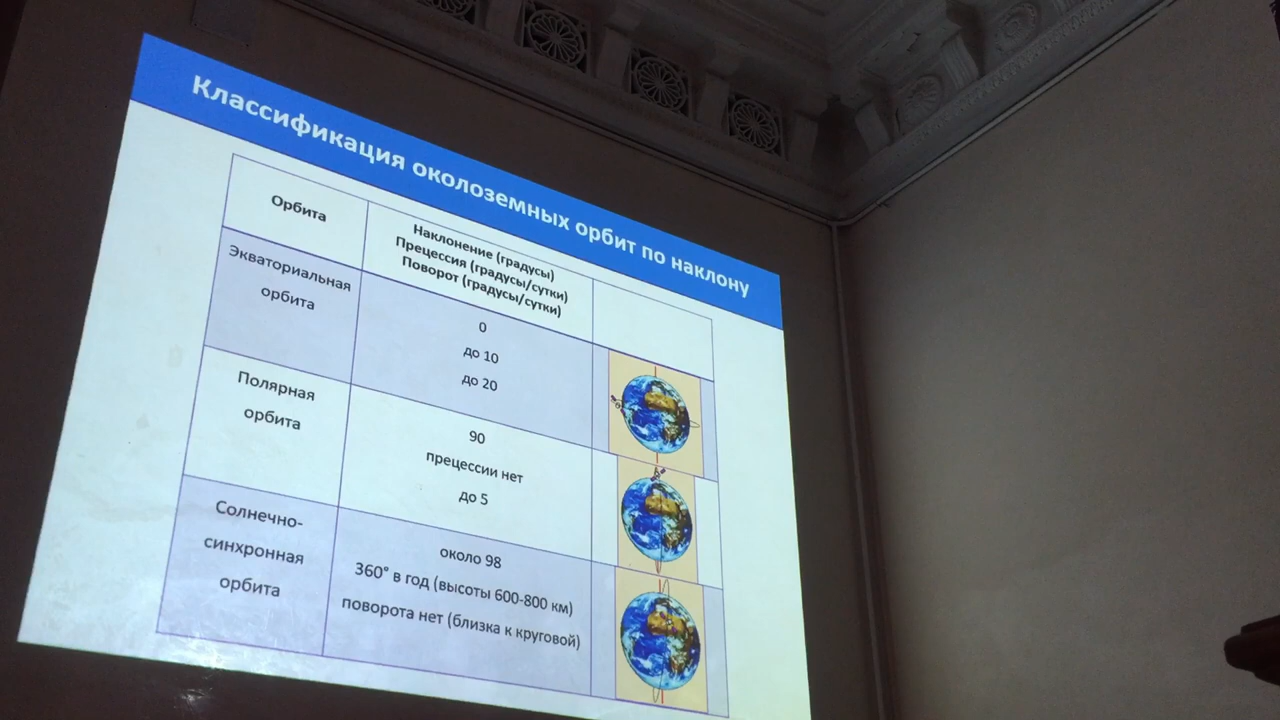 Классификация околоземных орбит по наклону
Орбита
Наклонение (градусы)
Прецессия (градусы/сутки)
Поворот (градусы/сутки)
Экваториальная
орбита
0
до 10
до 20
Полярная
орбита
90
прецессии нет
до 5
Солнечно-
синхронная
орбита
около 98
360° в год (высоты 600-800 км)
поворота нет (близка к круговой)